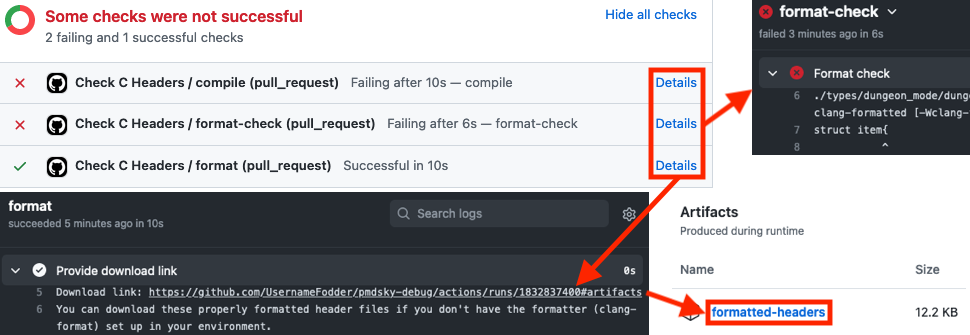 Some checks were not successful
Hide all checks
2 failing and 1 successful checks
Check C Headers / compile (pull_request) Failing after 10s — compile
Details
Check C Headers / format-check (pull_request) Failing after 6s — format-check
Details
Check C Headers / format (pull_request) Successful in 10s
Details
format-check
failed 3 minutes ago in 6s
Format check
6 ./types/dungeon_mode/dunge
clang-formatted [-Wclang-
7 struct item{
8 ^
format
succeeded 5 minutes ago in 10s
Search logs
Provide download link
0s
5 Download link: https://github.com/UsernameFodder/pmdsky-debug/actions/runs/1832837400#artifacts
6 You can download these properly formatted header files if you don't have the formatter (clang-
format) set up in your environment.
Artifacts
Produced during runtime
Name
Size
formatted-headers
12.2 KB